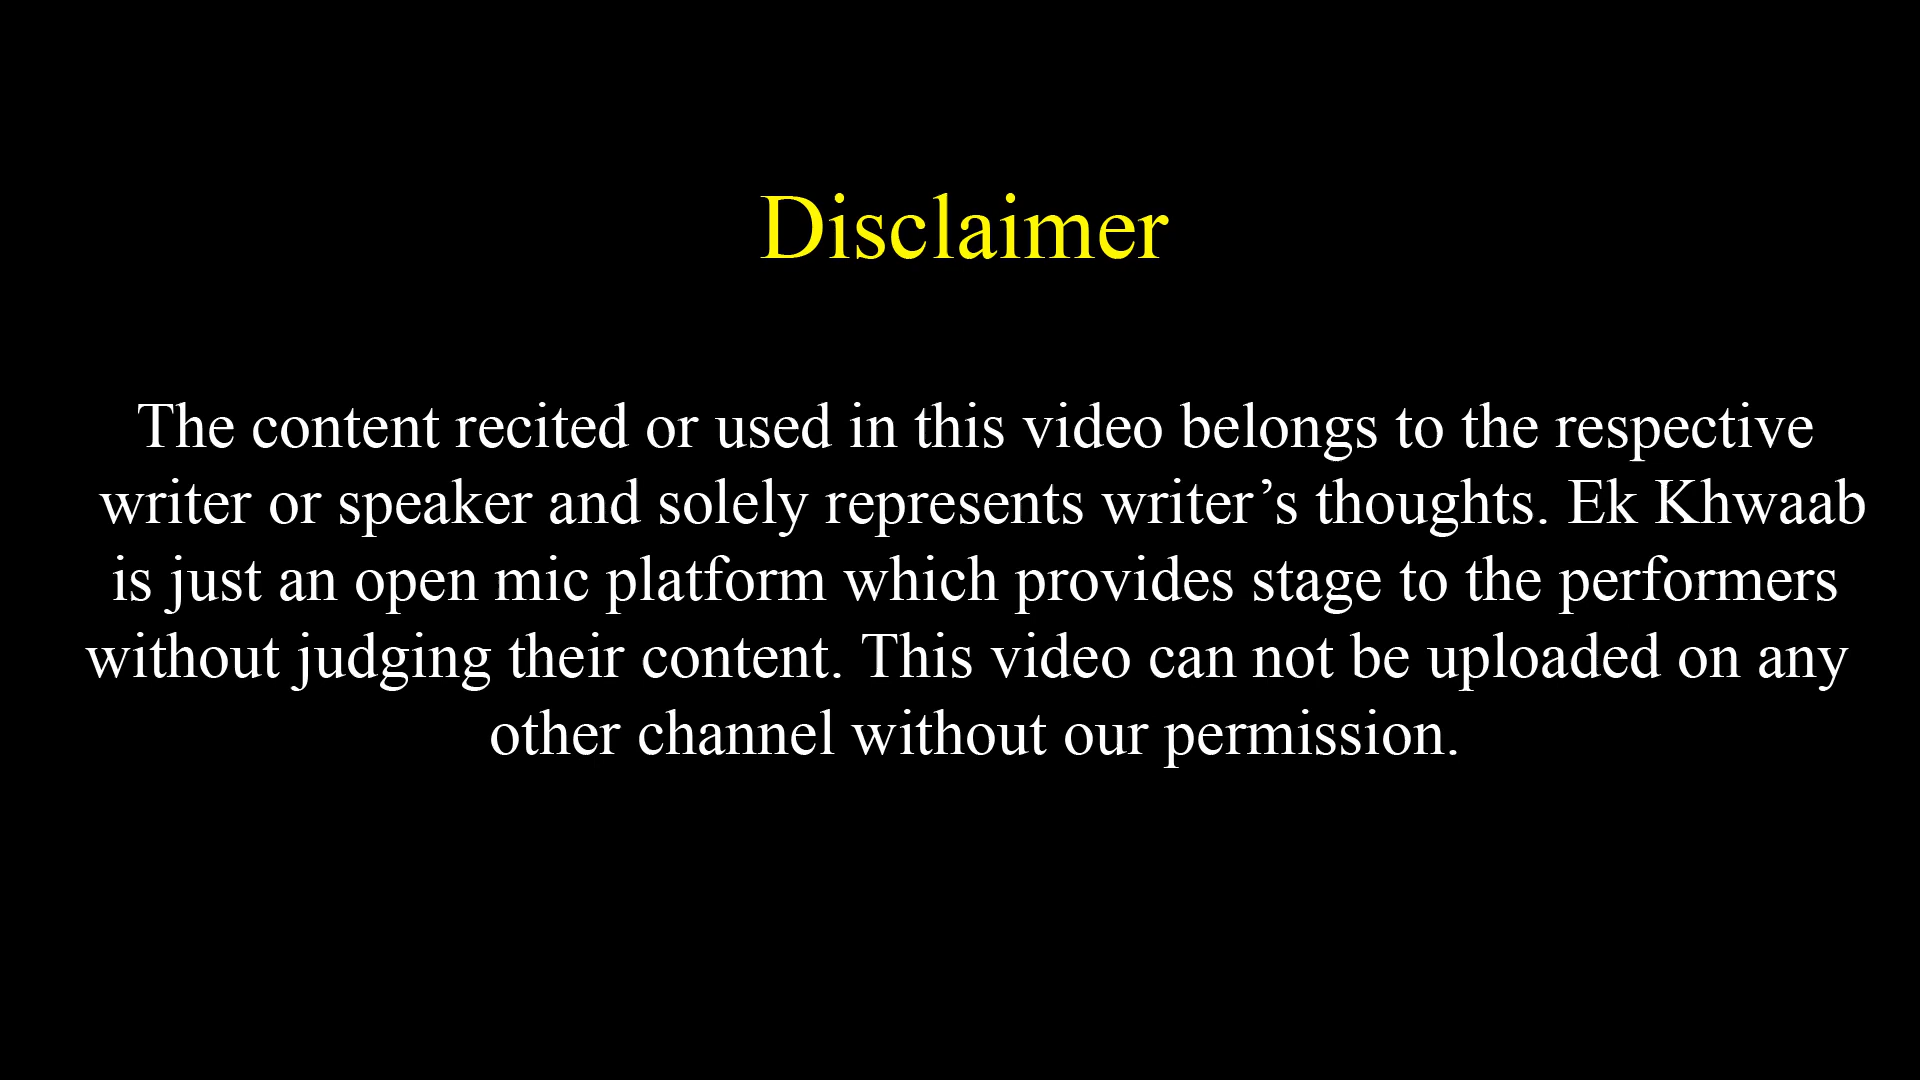 Disclaimer
The content recited or used in this video belongs to the respective
writer or speaker and solely represents writer’s thoughts. Ek Khwaab
is just an open mic platform which provides stage to the performers
without judging their content. This video can not be uploaded on any
other channel without our permission.